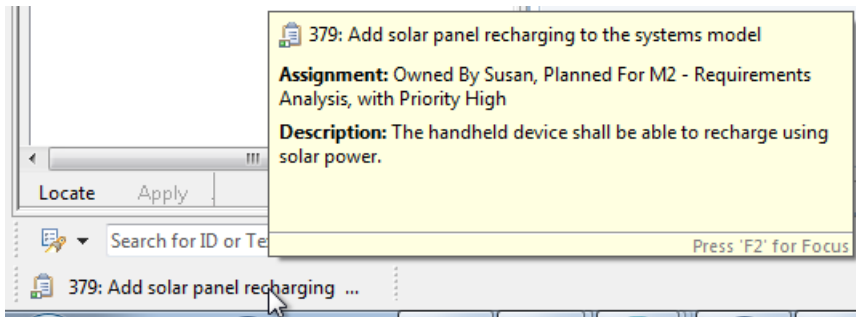 379: Add solar panel recharging to the systems model
Assignment: Owned By Susan, Planned For M2 - Requirements
Analysis, with Priority High
Description: The handheld device shall be able to recharge using
solar power.
Locate Apply
Search for ID or Te
Press 'F2' for Focus
379: Add solar panel recharging ...